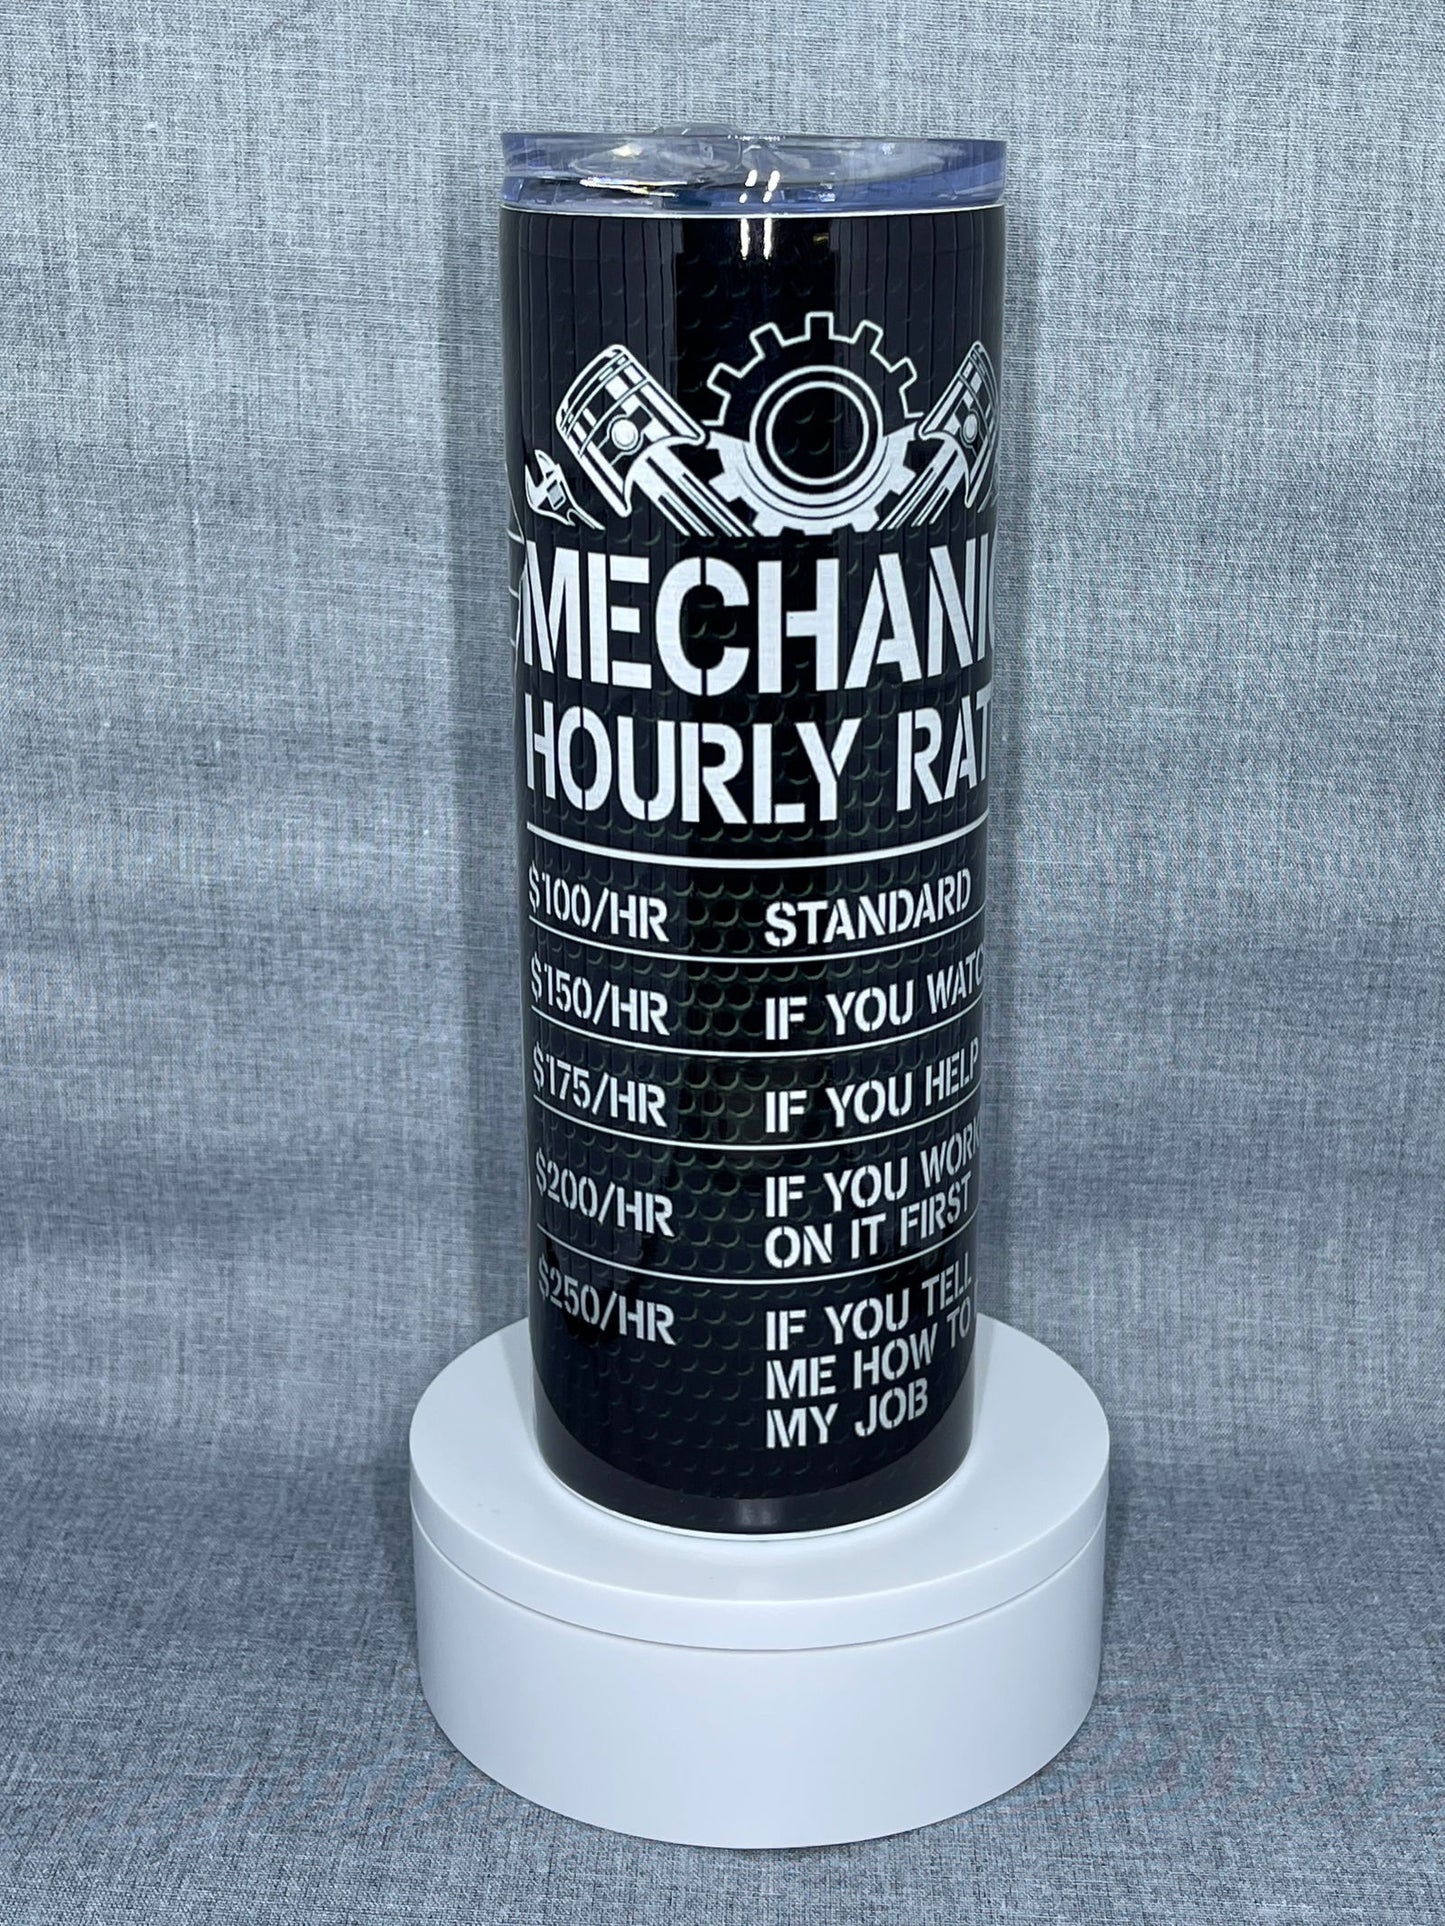 MECHANIC
HOURLY RAT
$100/HR STANDARD
$150/HR IF YOU WATC
$175/HR IF YOU HELP
$200/HR IF YOU WORK
ON IT FIRST
$250/HR IF YOU TELL
ME HOW TO
MY JOB